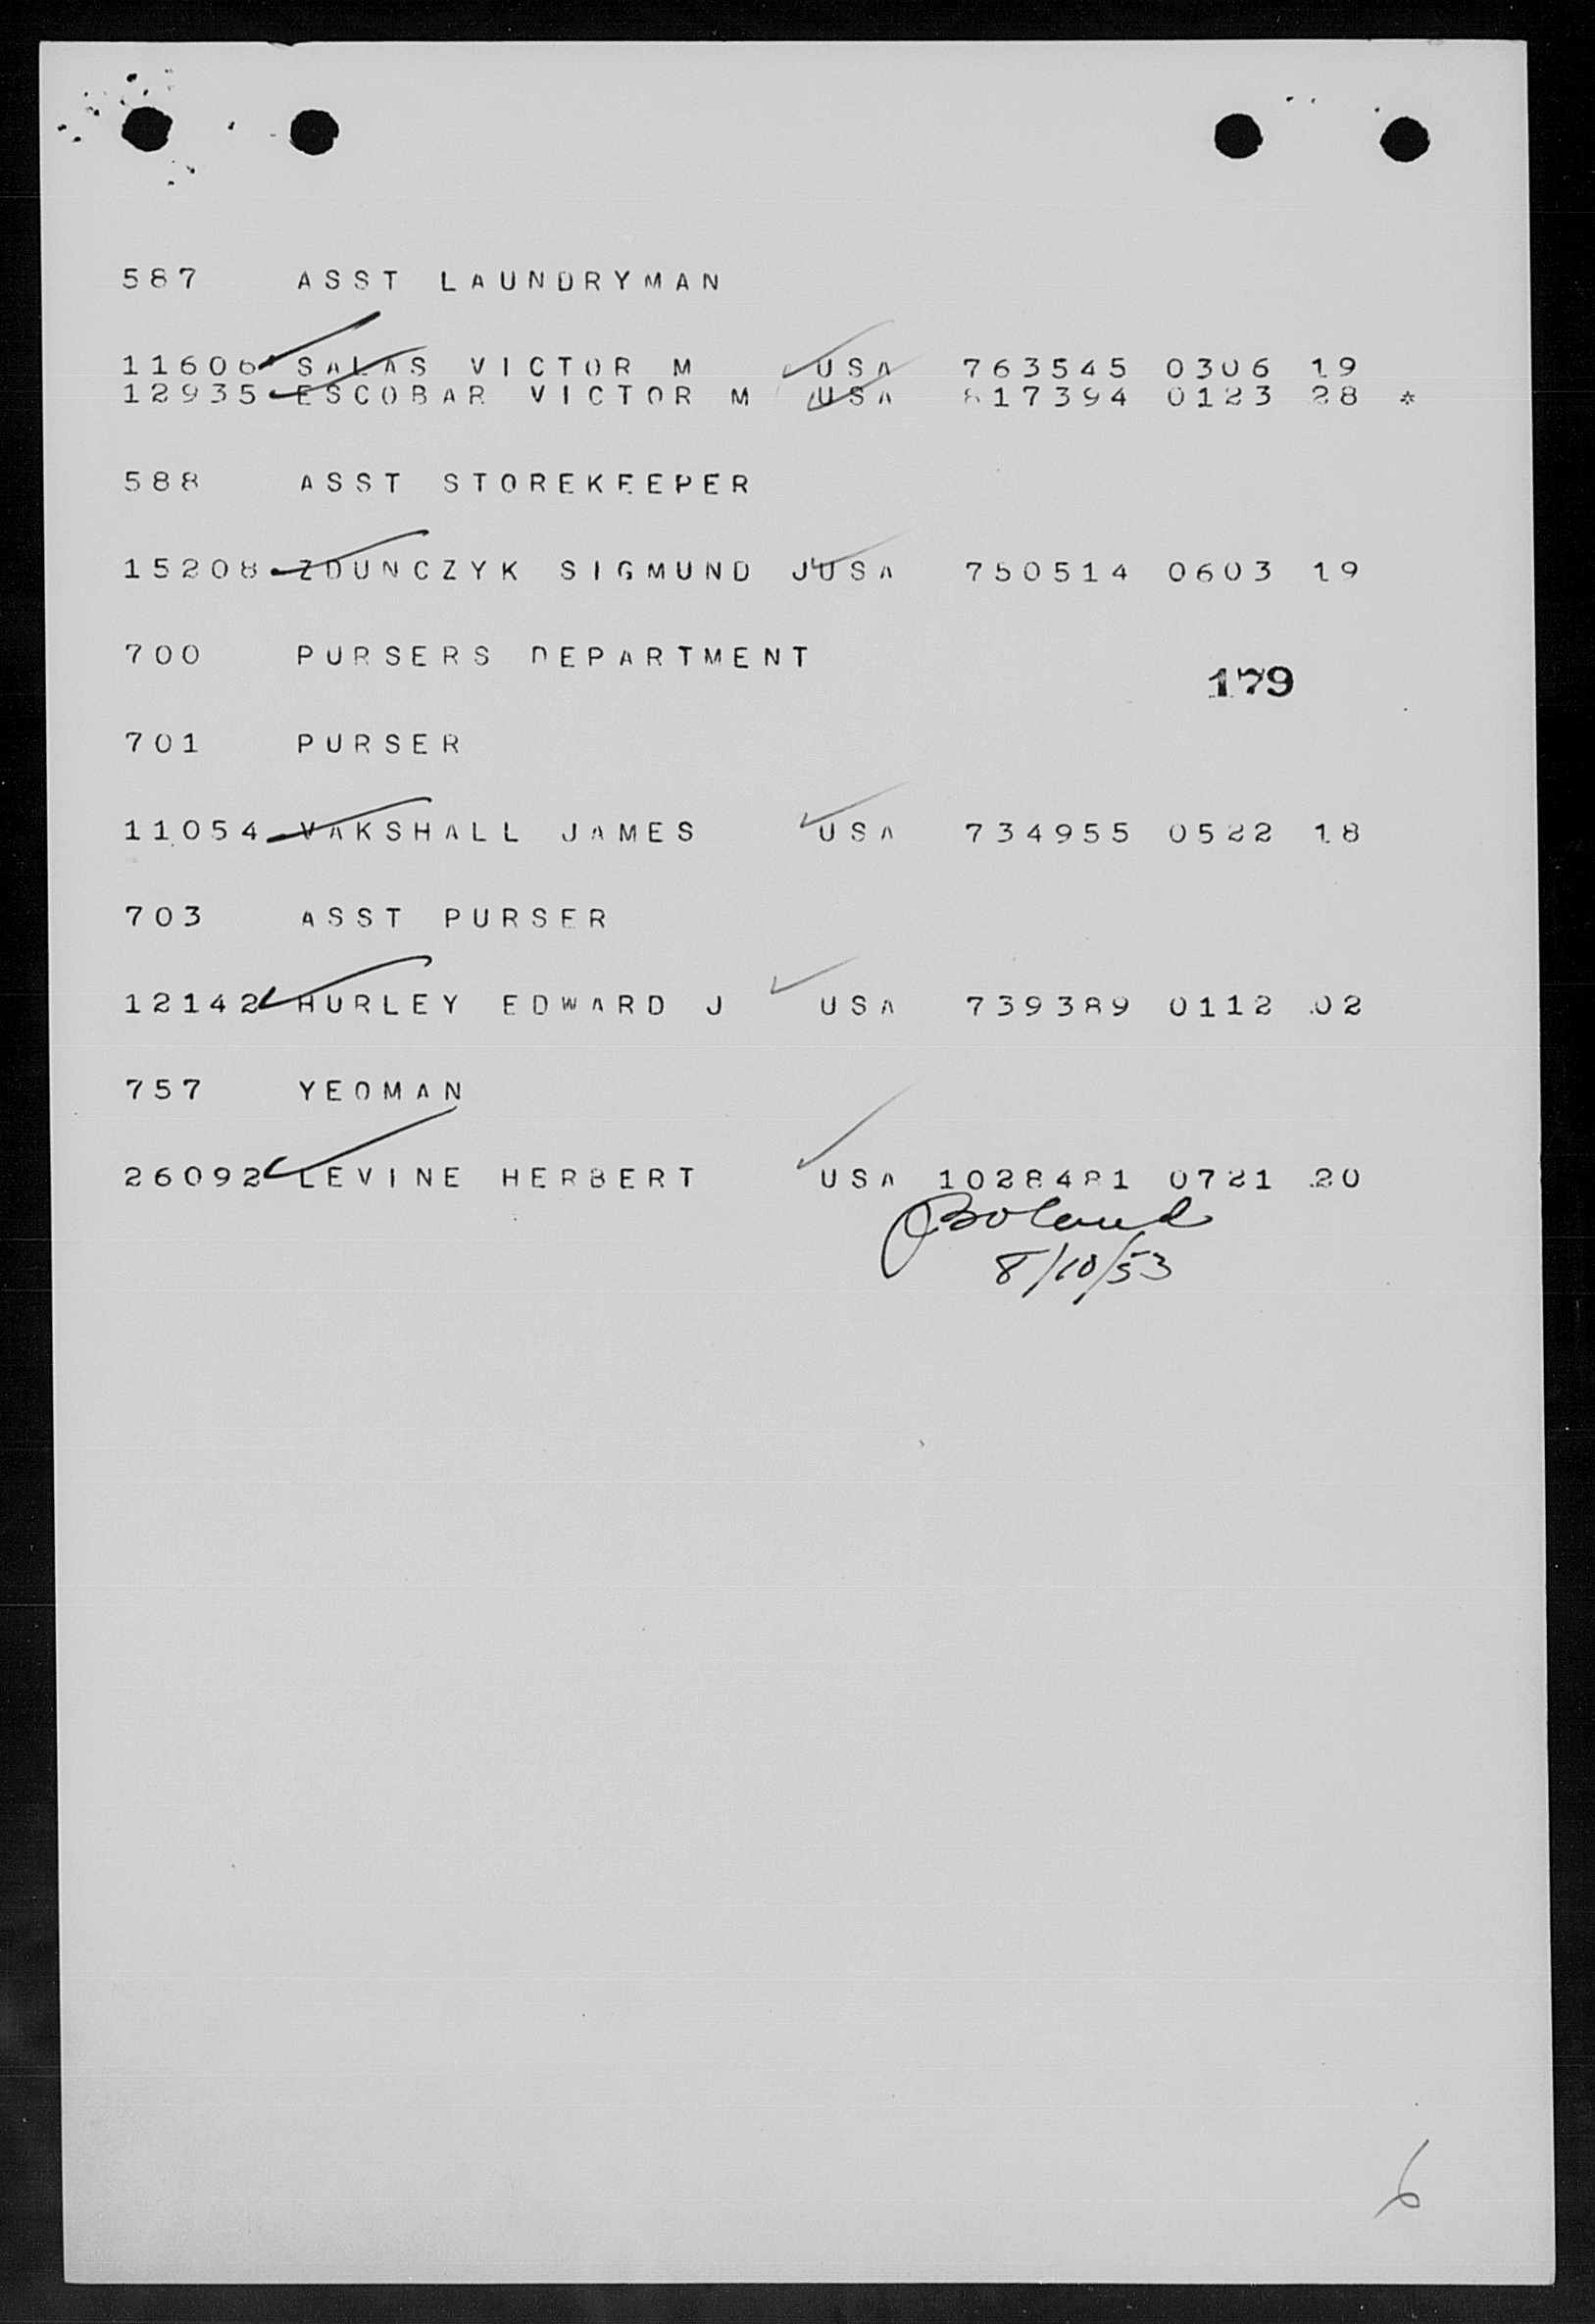 587 ASST LAUNDRYMAN
11606 SALAS VICTOR M USA 763545 0306 19
12935 ESCOBAR VICTOR M USA 817394 0123 28 *
588 ASST STOREKEEPER
15208 ZDUNCZYK SIGMUND J USA 750514 0603 19
700 PURSERS DEPARTMENT
179
701 PURSER
11054 VAKSHALL JAMES USA 734955 0522 18
703 ASST PURSER
12142 HURLEY EDWARD J USA 739389 0112 02
757 YEOMAN
26092 LEVINE HERBERT USA 1028481 0721 20
Boland
8/10/53
6